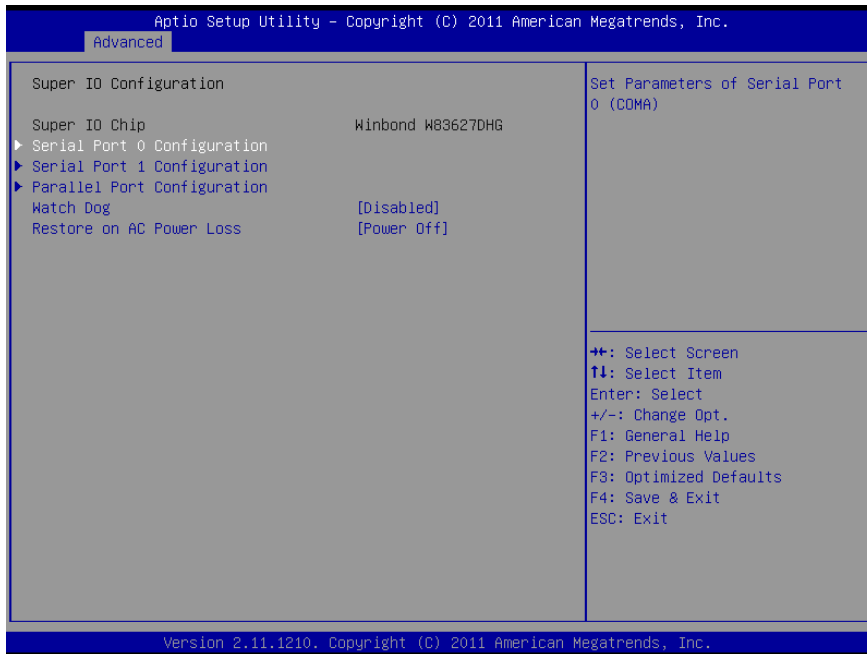 Aptio Setup Utility – Copyright (C) 2011 American Megatrends, Inc.
Advanced
Super IO Configuration
Super IO Chip Winbond W83627DHG
▶ Serial Port 0 Configuration
▶ Serial Port 1 Configuration
▶ Parallel Port Configuration
Watch Dog [Disabled]
Restore on AC Power Loss [Power Off]
Set Parameters of Serial Port
0 (COMA)
→←: Select Screen
↑↓: Select Item
Enter: Select
+/-: Change Opt.
F1: General Help
F2: Previous Values
F3: Optimized Defaults
F4: Save & Exit
ESC: Exit
Version 2.11.1210. Copyright (C) 2011 American Megatrends, Inc.